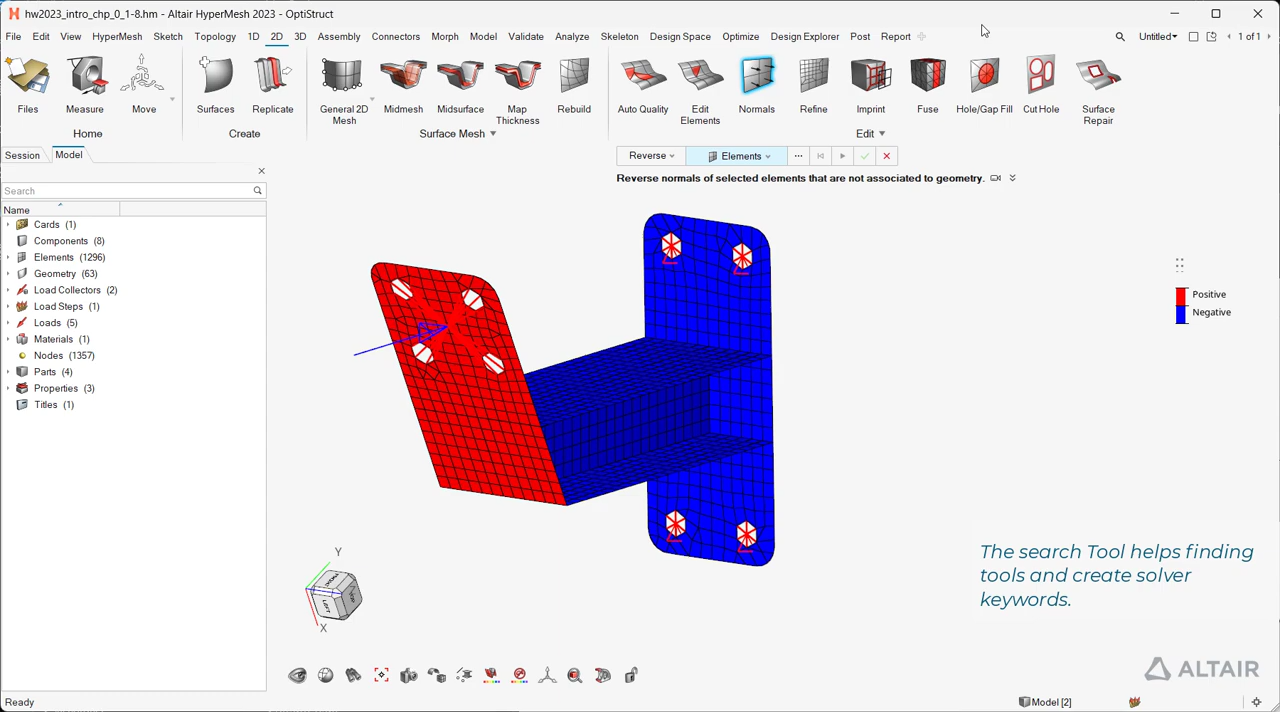 hw2023_intro_chp_0_1-8.hm - Altair HyperMesh 2023 - OptiStruct
File Edit View HyperMesh Sketch Topology 1D 2D 3D Assembly Connectors Morph Model Validate Analyze Skeleton Design Space Optimize Design Explorer Post Report Untitled 1 of 1
Files Measure Move Surfaces Replicate General 2D Mesh Midmesh Midsurface Map Thickness Rebuild Auto Quality Edit Elements Normals Refine Imprint Fuse Hole/Gap Fill Cut Hole Surface Repair
Home Create Surface Mesh Edit
Session Model
Reverse Elements ...
Search
Reverse normals of selected elements that are not associated to geometry.
Name
Cards (1)
Components (8)
Elements (1296)
Geometry (63)
Load Collectors (2)
Load Steps (1)
Loads (5)
Materials (1)
Nodes (1357)
Parts (4)
Properties (3)
Titles (1)
Positive
Negative
The search Tool helps finding
tools and create solver
keywords.
Y
LEFT
X
ALTAIR
Ready
Model [2]